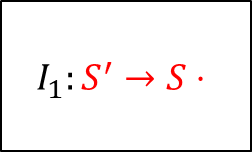 I₁: S′ → S ·